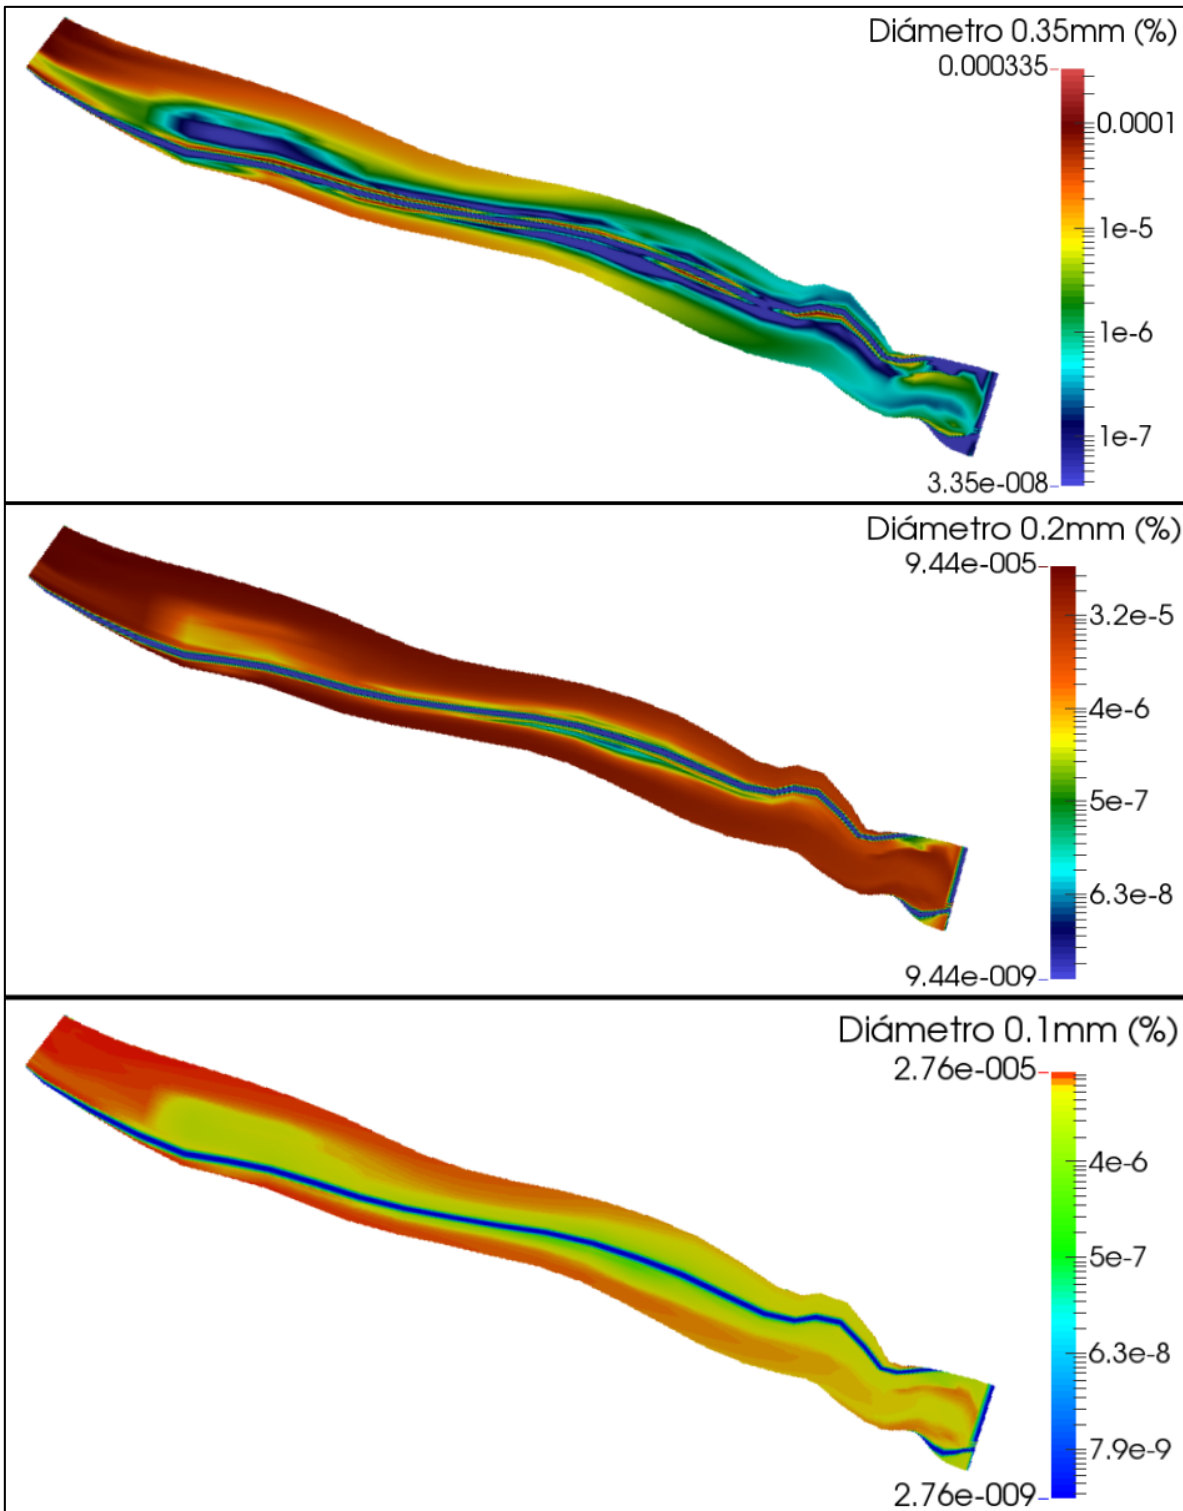 Diámetro 0.35mm (%)
0.000335
0.0001
1e-5
1e-6
1e-7
3.35e-008
Diámetro 0.2mm (%)
9.44e-005
3.2e-5
4e-6
5e-7
6.3e-8
9.44e-009
Diámetro 0.1mm (%)
2.76e-005
4e-6
5e-7
6.3e-8
7.9e-9
2.76e-009